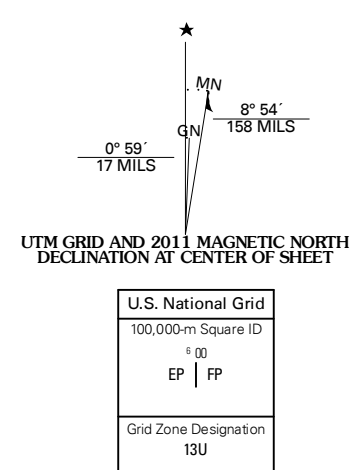 MN
8° 54´
158 MILS
GN
0° 59´
17 MILS
UTM GRID AND 2011 MAGNETIC NORTH
DECLINATION AT CENTER OF SHEET
U.S. National Grid
100,000-m Square ID
6 00
EP FP
Grid Zone Designation
13U